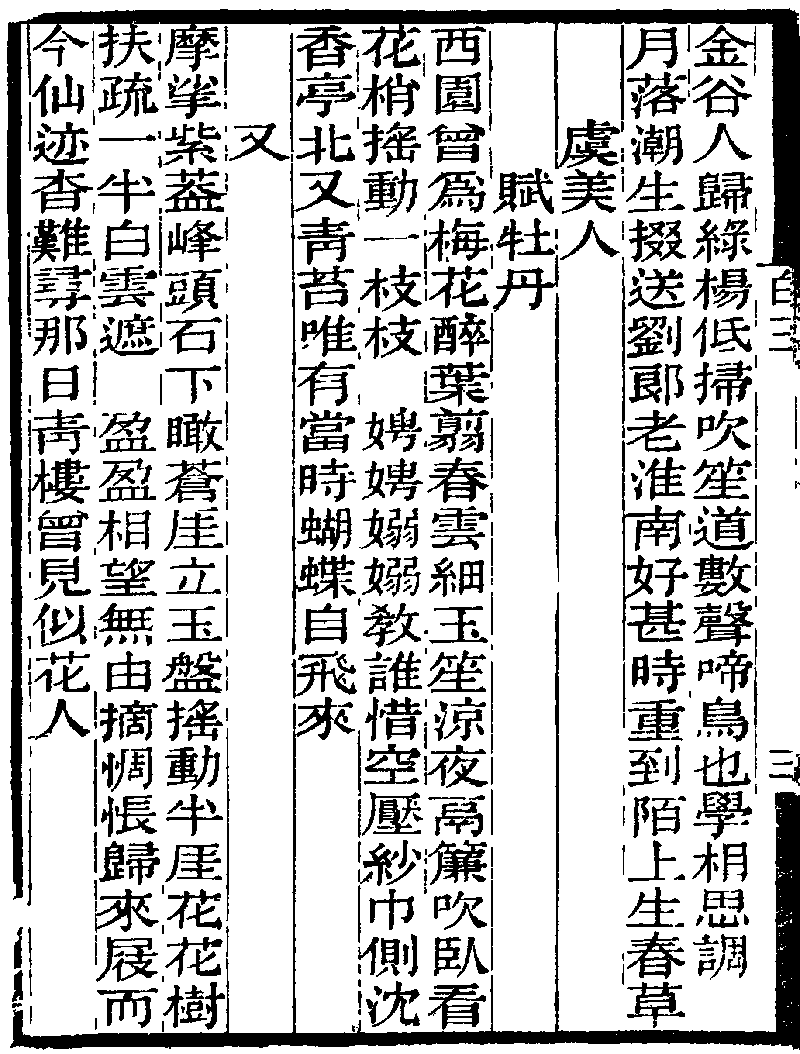 金谷人歸綠楊低掃吹笙道數聲啼鳥也學相思調
月落潮生掇送劉郎老淮南好甚時重到陌上生春草
虞美人
賦牡丹
西園曾爲梅花醉葉翦春雲細玉笙涼夜鬲簾吹臥看
花梢搖動一枝枝　娉娉嫋嫋教誰惜空壓紗巾側沈
香亭北又靑苔唯有當時蝴蝶自飛來
又
摩挲紫蓋峰頭石下瞰蒼厓立玉盤搖動半厓花花樹
扶疏一半白雲遮　盈盈相望無由摘惆悵歸來屐而
今仙迹杳難尋那日靑樓曾見似花人